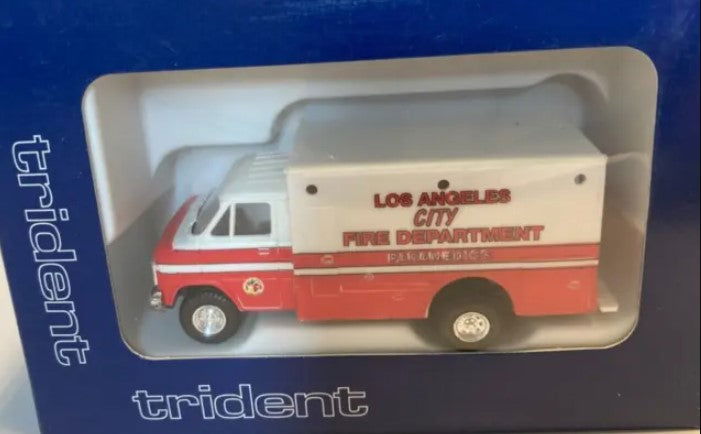 LOS ANGELES
CITY
FIRE DEPARTMENT
PARAMEDICS
trident
trident